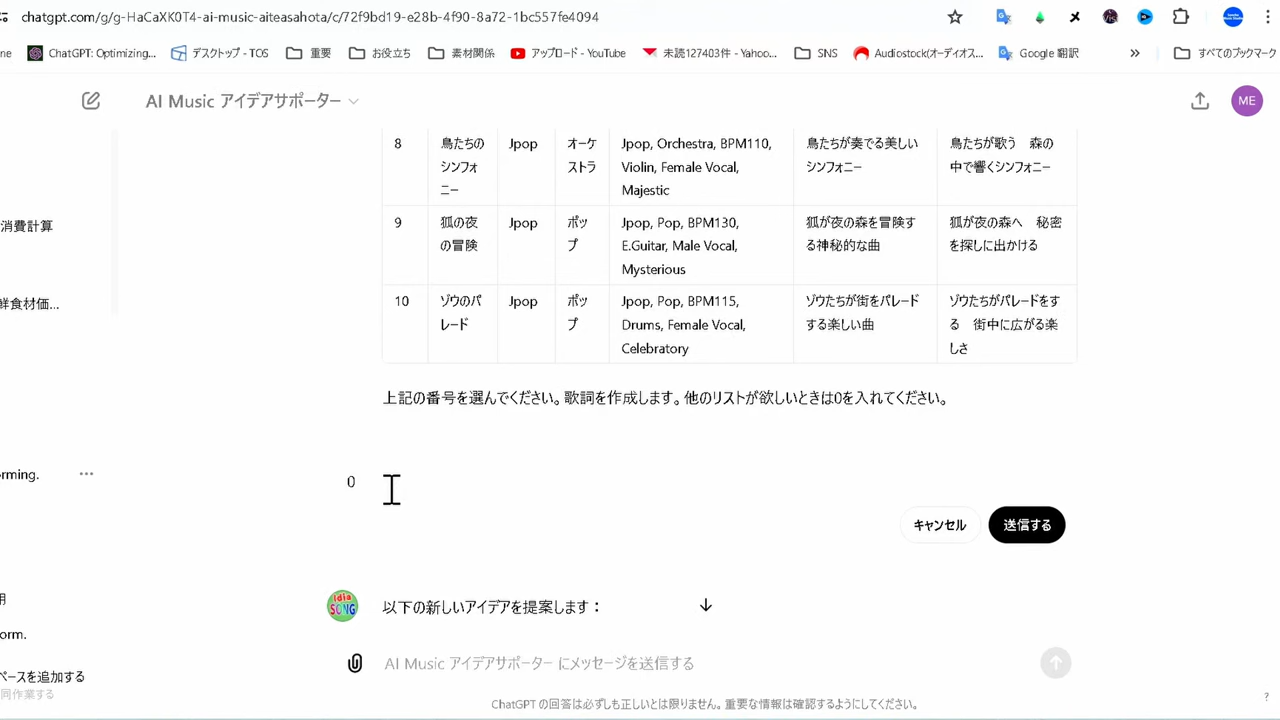 chatgpt.com/g/g-HaCaXK0T4-ai-music-aiteasahota/c/72f9bd19-e28b-4f90-8a72-1bc557fe4094
ne ChatGPT: Optimizing... デスクトップ - TOS 重要 お役立ち 素材関係 アップロード - YouTube 未読127403件 - Yahoo... SNS Audiostock(オーディオス... Google 翻訳 » すべてのブックマーク
AI Music アイデアサポーター
ME
8
鳥たちの
シンフォ
ニー
Jpop
オーケ
ストラ
Jpop, Orchestra, BPM110,
Violin, Female Vocal,
Majestic
鳥たちが奏でる美しい
シンフォニー
鳥たちが歌う 森の
中で響くシンフォニー
消費計算
9
狐の夜
の冒険
Jpop
ポッ
プ
Jpop, Pop, BPM130,
E.Guitar, Male Vocal,
Mysterious
狐が夜の森を冒険す
る神秘的な曲
狐が夜の森へ 秘密
を探しに出かける
鮮食材価...
10
ゾウのパ
レード
Jpop
ポッ
プ
Jpop, Pop, BPM115,
Drums, Female Vocal,
Celebratory
ゾウたちが街をパレード
する楽しい曲
ゾウたちがパレードをす
る 街中に広がる楽
しさ
上記の番号を選んでください。歌詞を作成します。他のリストが欲しいときは0を入れてください。
rming. ...
0
キャンセル 送信する
用
idia
SONG
以下の新しいアイデアを提案します：
orm.
AI Music アイデアサポーター にメッセージを送信する
ペースを追加する
同作業する
ChatGPT の回答は必ずしも正しいとは限りません。重要な情報は確認するようにしてください。
?